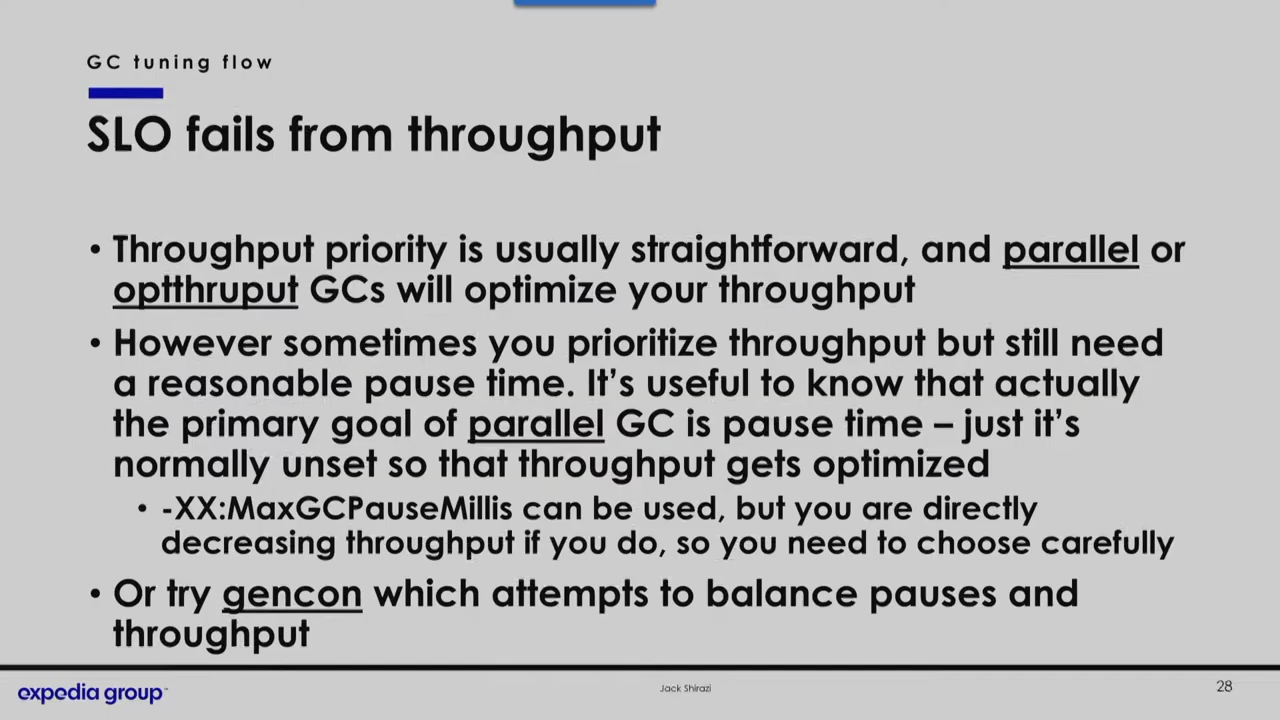 GC tuning flow
SLO fails from throughput
• Throughput priority is usually straightforward, and parallel or
optthruput GCs will optimize your throughput
• However sometimes you prioritize throughput but still need
a reasonable pause time. It's useful to know that actually
the primary goal of parallel GC is pause time – just it's
normally unset so that throughput gets optimized
• -XX:MaxGCPauseMillis can be used, but you are directly
decreasing throughput if you do, so you need to choose carefully
• Or try gencon which attempts to balance pauses and
throughput
expedia group
Jack Shirazi
28